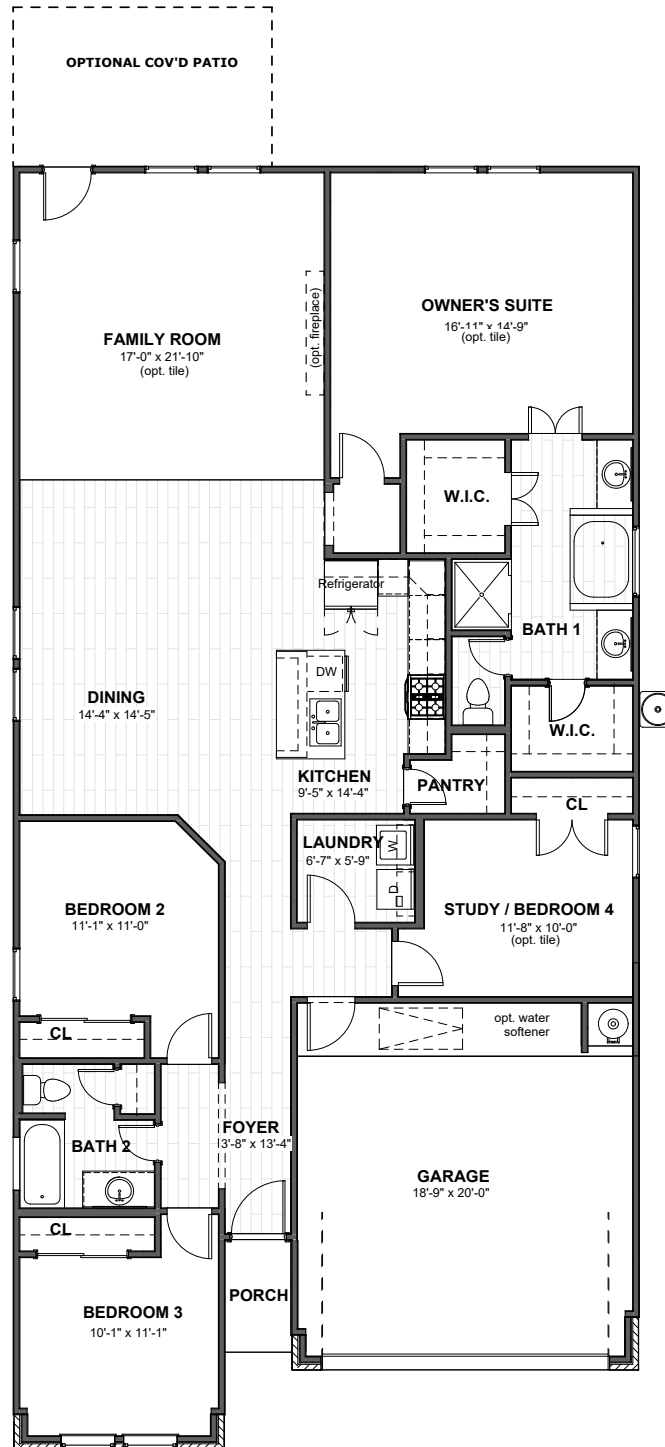 OPTIONAL COV'D PATIO
FAMILY ROOM
17'-0" x 21'-10"
(opt. tile)
(opt. fireplace)
OWNER'S SUITE
16'-11" x 14'-9"
(opt. tile)
W.I.C.
Refrigerator
BATH 1
DW
DINING
14'-4" x 14'-5"
KITCHEN
9'-5" x 14'-4"
PANTRY
W.I.C.
CL
LAUNDRY
6'-7" x 5'-9"
W
D
BEDROOM 2
11'-1" x 11'-0"
STUDY / BEDROOM 4
11'-8" x 10'-0"
(opt. tile)
CL
opt. water
softener
BATH 2
FOYER
3'-8" x 13'-4"
GARAGE
18'-9" x 20'-0"
CL
PORCH
BEDROOM 3
10'-1" x 11'-1"